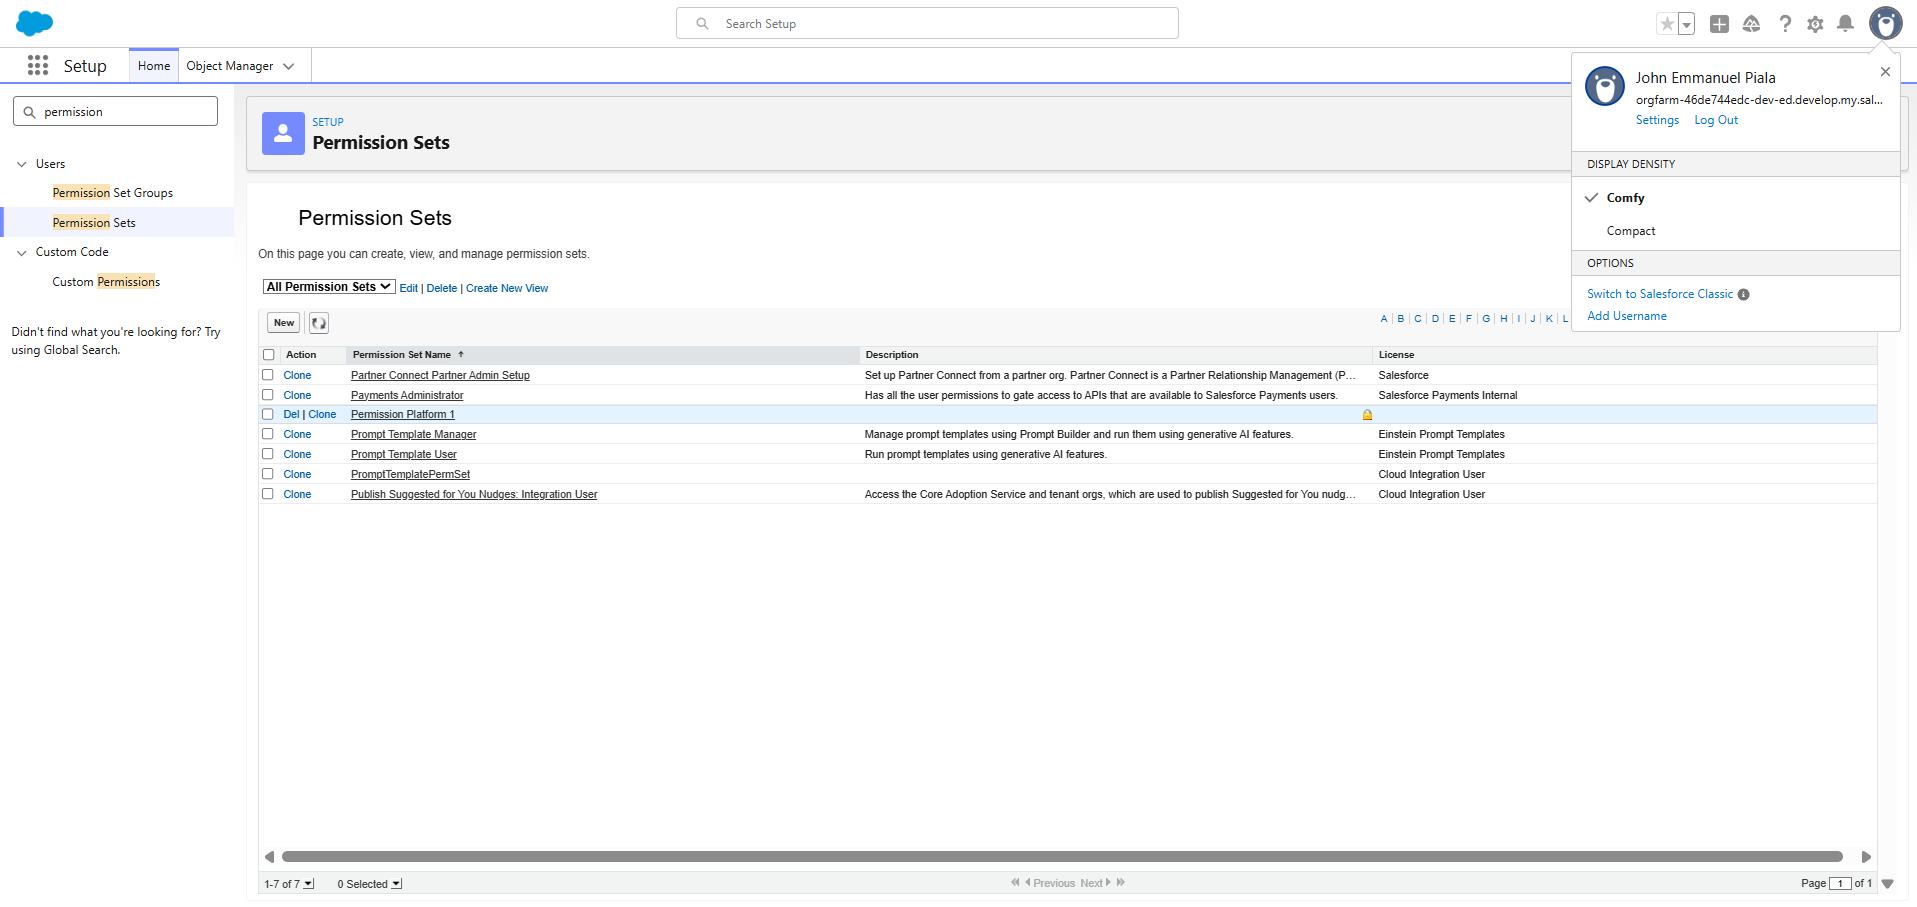 Search Setup
Setup
Home
Object Manager
John Emmanuel Piala
orgfarm-46de744edc-dev-ed.develop.my.sal...
Settings Log Out
DISPLAY DENSITY
Comfy
Compact
OPTIONS
Switch to Salesforce Classic
Add Username
permission
Users
Permission Set Groups
Permission Sets
Custom Code
Custom Permissions
Didn't find what you're looking for? Try
using Global Search.
SETUP
Permission Sets
Permission Sets
On this page you can create, view, and manage permission sets.
All Permission Sets Edit | Delete | Create New View
New
A | B | C | D | E | F | G | H | I | J | K | L
Action Permission Set Name Description License
Clone Partner Connect Partner Admin Setup Set up Partner Connect from a partner org. Partner Connect is a Partner Relationship Management (P... Salesforce
Clone Payments Administrator Has all the user permissions to gate access to APIs that are available to Salesforce Payments users. Salesforce Payments Internal
Del | Clone Permission Platform 1
Clone Prompt Template Manager Manage prompt templates using Prompt Builder and run them using generative AI features. Einstein Prompt Templates
Clone Prompt Template User Run prompt templates using generative AI features. Einstein Prompt Templates
Clone PromptTemplatePermSet Cloud Integration User
Clone Publish Suggested for You Nudges: Integration User Access the Core Adoption Service and tenant orgs, which are used to publish Suggested for You nudg... Cloud Integration User
1-7 of 7 0 Selected Previous Next Page 1 of 1